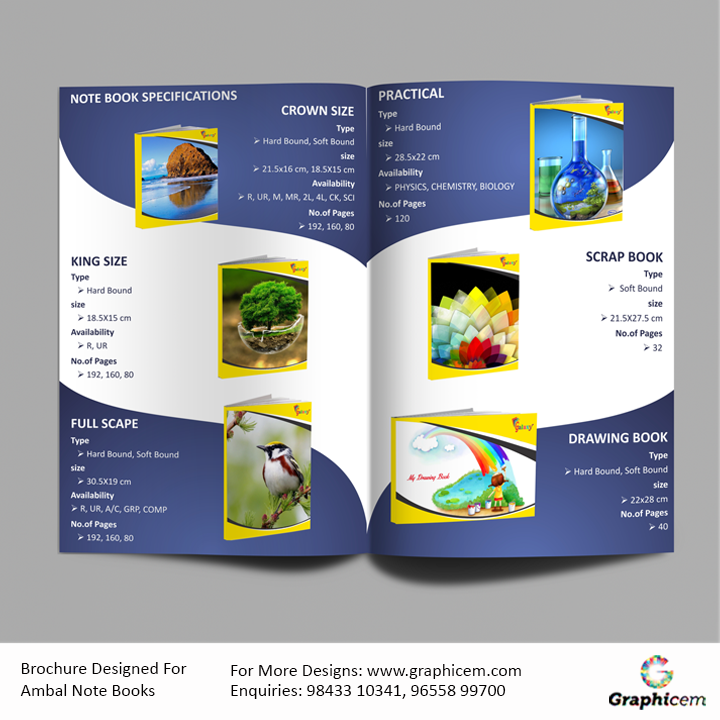 NOTE BOOK SPECIFICATIONS
CROWN SIZE
Type
➢ Hard Bound, Soft Bound
size
➢ 21.5x16 cm, 18.5X15 cm
Availability
➢ R, UR, M, MR, 2L, 4L, CK, SCI
No.of Pages
➢ 192, 160, 80
KING SIZE
Type
➢ Hard Bound
size
➢ 18.5X15 cm
Availability
➢ R, UR
No.of Pages
➢ 192, 160, 80
FULL SCAPE
Type
➢ Hard Bound, Soft Bound
size
➢ 30.5X19 cm
Availability
➢ R, UR, A/C, GRP, COMP
No.of Pages
➢ 192, 160, 80
PRACTICAL
Type
➢ Hard Bound
size
➢ 28.5x22 cm
Availability
➢ PHYSICS, CHEMISTRY, BIOLOGY
No.of Pages
➢ 120
SCRAP BOOK
Type
➢ Soft Bound
size
➢ 21.5X27.5 cm
No.of Pages
➢ 32
My Drawing Book
DRAWING BOOK
Type
➢ Hard Bound, Soft Bound
size
➢ 22x28 cm
No.of Pages
➢ 40
Brochure Designed For
Ambal Note Books
For More Designs: www.graphicem.com
Enquiries: 98433 10341, 96558 99700
Graphicem